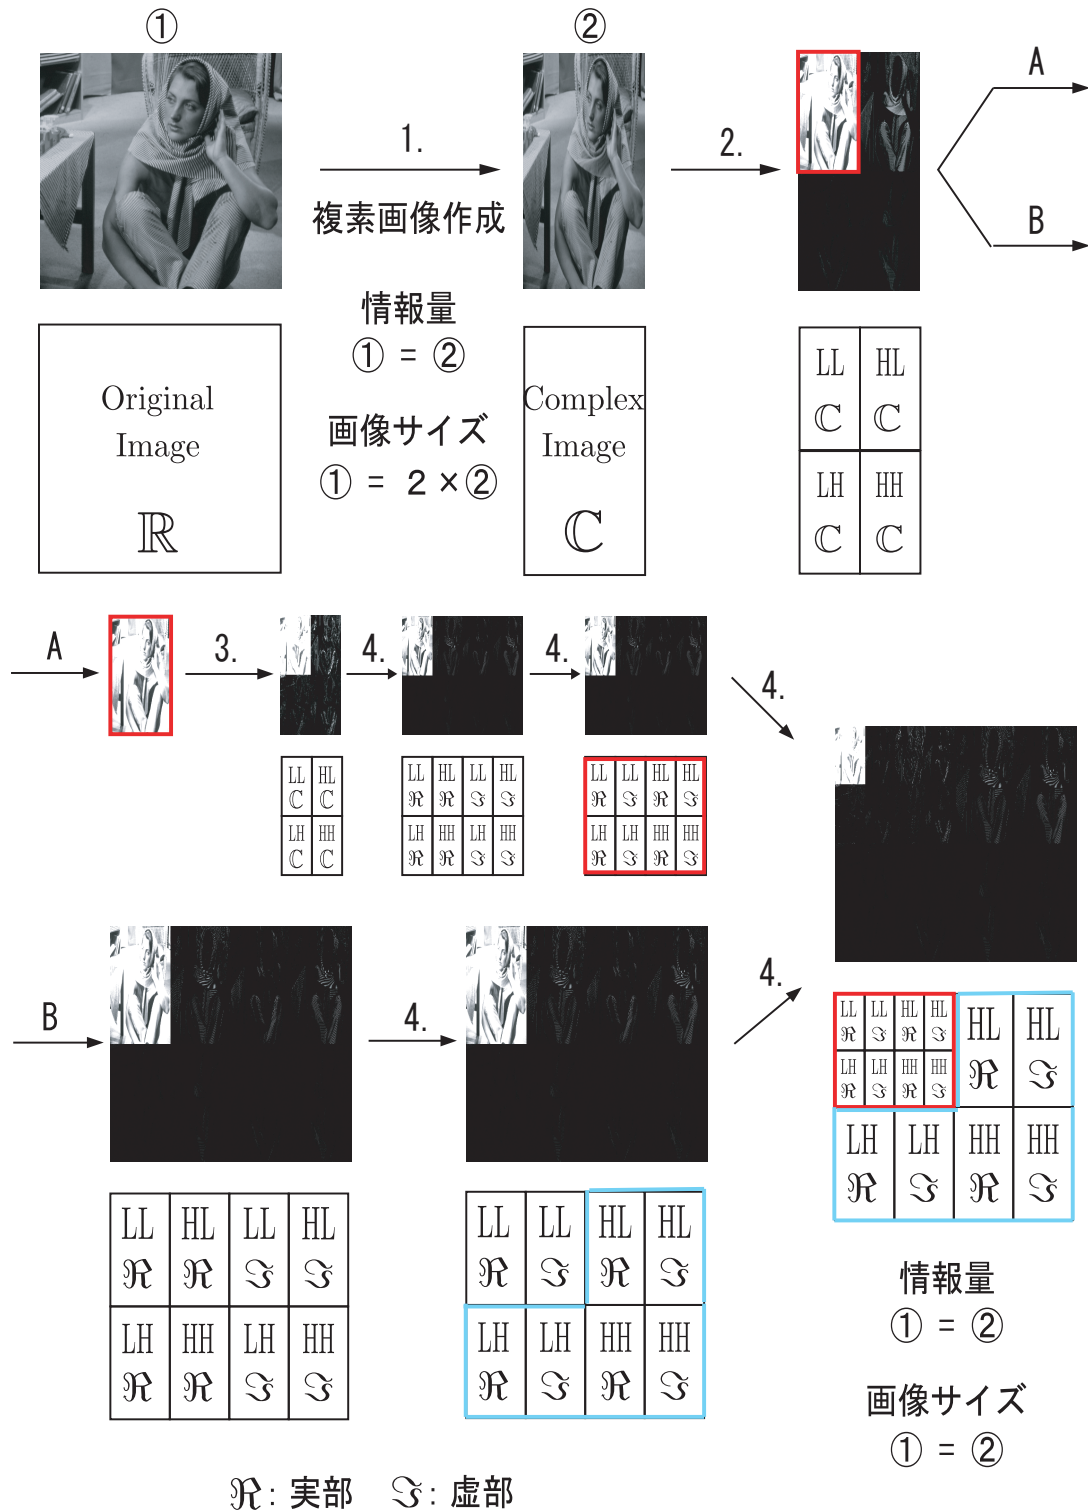 ① ②
1. 2. A
複素画像作成
B
情報量
① = ②
画像サイズ
① = 2 × ②
Original
Image
ℝ
Complex
Image
ℂ
LL HL
ℂ ℂ
LH HH
ℂ ℂ
A 3. 4. 4. 4.
LL HL
ℂ ℂ
LH HH
ℂ ℂ
LL HL LL HL
ℜ ℜ ℑ ℑ
LH HH LH HH
ℜ ℜ ℑ ℑ
LL LL HL HL
ℜ ℑ ℜ ℑ
LH LH HH HH
ℜ ℑ ℜ ℑ
B 4. 4.
LL HL LL HL
ℜ ℜ ℑ ℑ
LH HH LH HH
ℜ ℜ ℑ ℑ
LL LL HL HL
ℜ ℑ ℜ ℑ
LH LH HH HH
ℜ ℑ ℜ ℑ
LL LL HL HL
ℜ ℑ ℜ ℑ
LH LH HH HH
ℜ ℑ ℜ ℑ
HL HL
ℜ ℑ
LH LH HH HH
ℜ ℑ ℜ ℑ
情報量
① = ②
画像サイズ
① = ②
ℜ: 実部 ℑ: 虚部